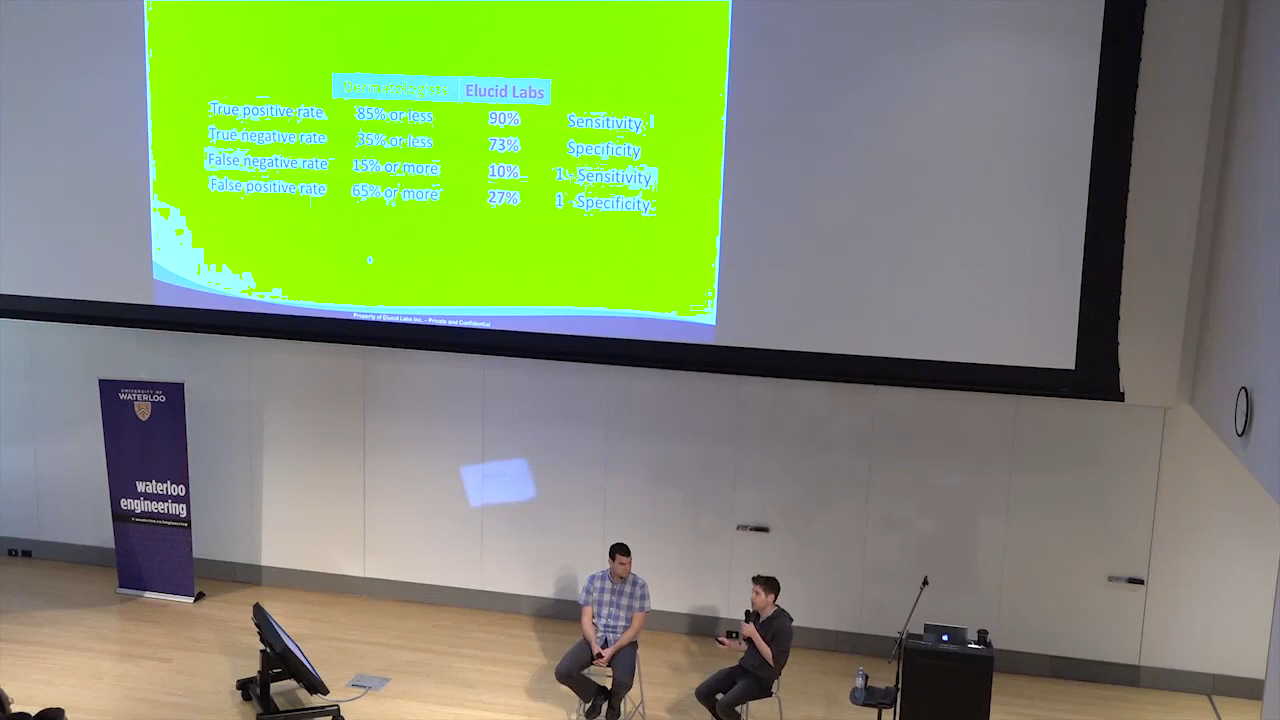 Dermatologists Elucid Labs
True positive rate 85% or less 90% Sensitivity
True negative rate 35% or less 73% Specificity
False negative rate 15% or more 10% 1 - Sensitivity
False positive rate 65% or more 27% 1 - Specificity
Property of Elucid Labs Inc. – Private and Confidential
UNIVERSITY OF
WATERLOO
waterloo
engineering